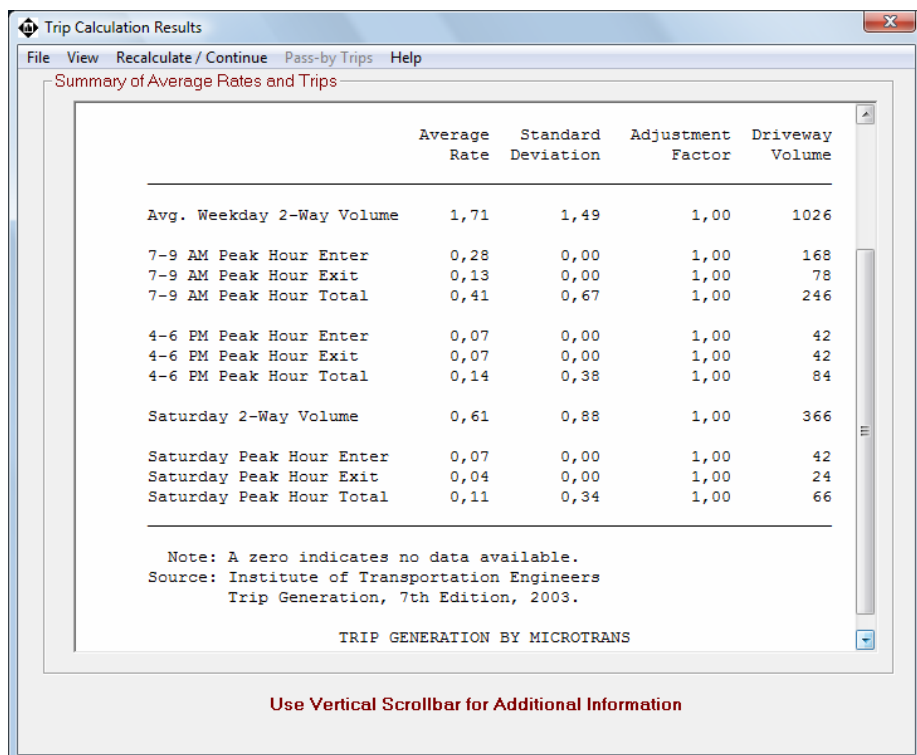 Trip Calculation Results
File View Recalculate / Continue Pass-by Trips Help
Summary of Average Rates and Trips
Average Standard Adjustment Driveway
Rate Deviation Factor Volume
Avg. Weekday 2-Way Volume 1,71 1,49 1,00 1026
7-9 AM Peak Hour Enter 0,28 0,00 1,00 168
7-9 AM Peak Hour Exit 0,13 0,00 1,00 78
7-9 AM Peak Hour Total 0,41 0,67 1,00 246
4-6 PM Peak Hour Enter 0,07 0,00 1,00 42
4-6 PM Peak Hour Exit 0,07 0,00 1,00 42
4-6 PM Peak Hour Total 0,14 0,38 1,00 84
Saturday 2-Way Volume 0,61 0,88 1,00 366
Saturday Peak Hour Enter 0,07 0,00 1,00 42
Saturday Peak Hour Exit 0,04 0,00 1,00 24
Saturday Peak Hour Total 0,11 0,34 1,00 66
Note: A zero indicates no data available.
Source: Institute of Transportation Engineers
Trip Generation, 7th Edition, 2003.
TRIP GENERATION BY MICROTRANS
Use Vertical Scrollbar for Additional Information